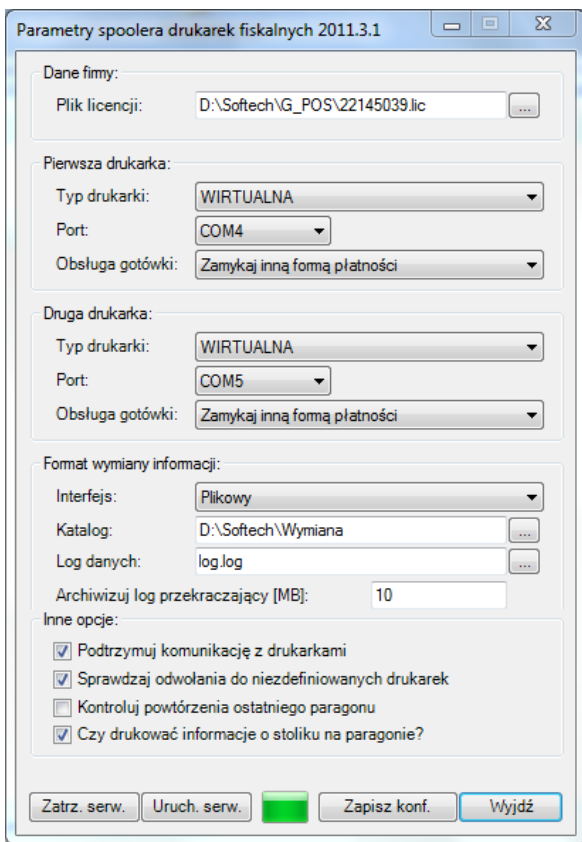 Parametry spoolera drukarek fiskalnych 2011.3.1
Dane firmy:
Plik licencji: D:\Softech\G_POS\22145039.lic ...
Pierwsza drukarka:
Typ drukarki: WIRTUALNA
Port: COM4
Obsługa gotówki: Zamykaj inną formą płatności
Druga drukarka:
Typ drukarki: WIRTUALNA
Port: COM5
Obsługa gotówki: Zamykaj inną formą płatności
Format wymiany informacji:
Interfejs: Plikowy
Katalog: D:\Softech\Wymiana ...
Log danych: log.log ...
Archiwizuj log przekraczający [MB]: 10
Inne opcje:
Podtrzymuj komunikację z drukarkami
Sprawdzaj odwołania do niezdefiniowanych drukarek
Kontroluj powtórzenia ostatniego paragonu
Czy drukować informacje o stoliku na paragonie?
Zatrz. serw. Uruch. serw. Zapisz konf. Wyjdź